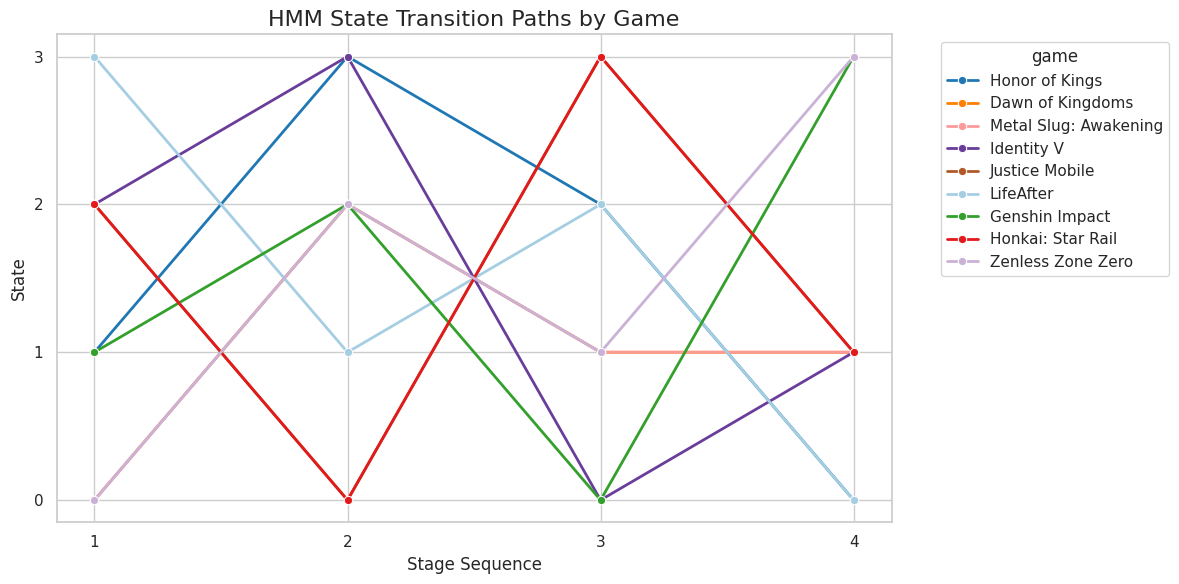 HMM State Transition Paths by Game
3
2
1
0
State
1
2
3
4
Stage Sequence
game
Honor of Kings
Dawn of Kingdoms
Metal Slug: Awakening
Identity V
Justice Mobile
LifeAfter
Genshin Impact
Honkai: Star Rail
Zenless Zone Zero